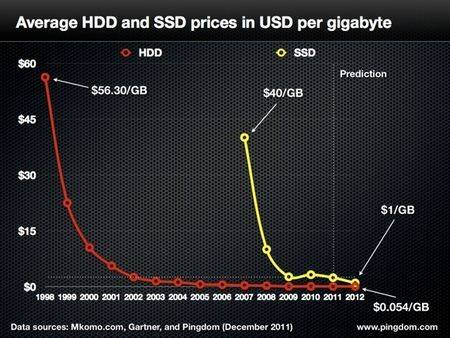 Average HDD and SSD prices in USD per gigabyte
HDD
SSD
Prediction
$60
$56.30/GB
$40/GB
$45
$30
$1/GB
$15
$0
1998 1999 2000 2001 2002 2003 2004 2005 2006 2007 2008 2009 2010 2011 2012
$0.054/GB
Data sources: Mkomo.com, Gartner, and Pingdom (December 2011)
www.pingdom.com